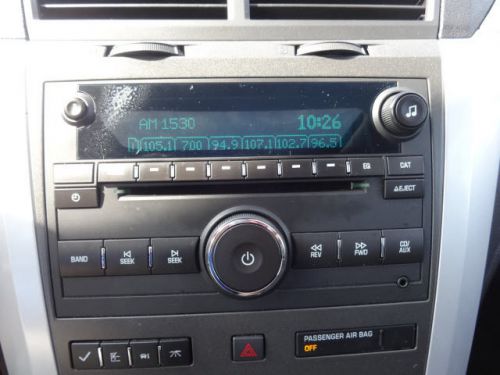 AM 1530 10:26
1 105.1 700 94.9 107.1 102.7 96.5
EQ CAT
EJECT
BAND SEEK SEEK REV FWD CD/AUX
PASSENGER AIR BAG
OFF